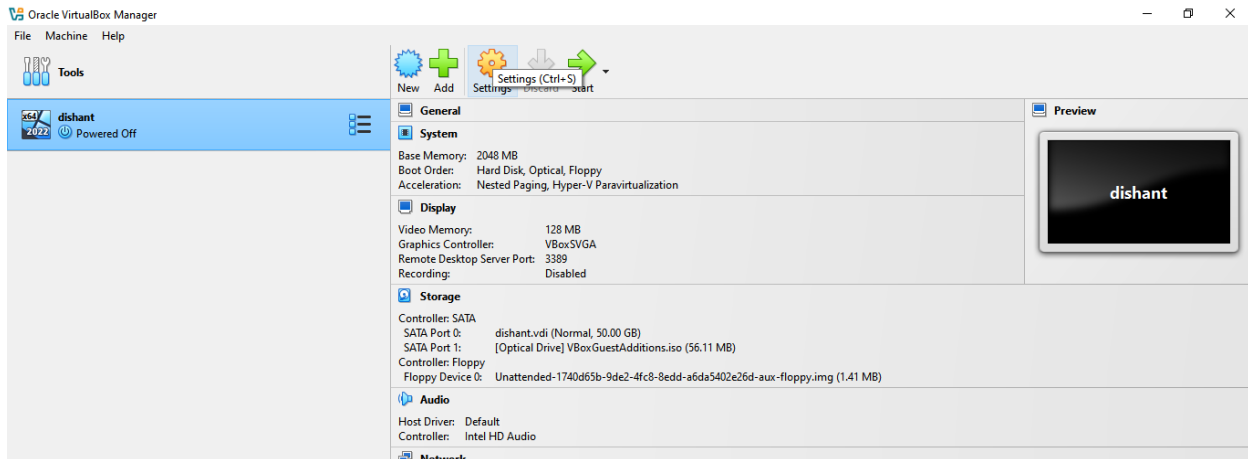 Oracle VirtualBox Manager
File Machine Help
Tools
New Add Settings Discard Start
Settings (Ctrl+S)
x64
2022
dishant
Powered Off
General
System
Base Memory: 2048 MB
Boot Order: Hard Disk, Optical, Floppy
Acceleration: Nested Paging, Hyper-V Paravirtualization
Display
Video Memory: 128 MB
Graphics Controller: VBoxSVGA
Remote Desktop Server Port: 3389
Recording: Disabled
Storage
Controller: SATA
SATA Port 0: dishant.vdi (Normal, 50.00 GB)
SATA Port 1: [Optical Drive] VBoxGuestAdditions.iso (56.11 MB)
Controller: Floppy
Floppy Device 0: Unattended-1740d65b-9de2-4fc8-8edd-a6da5402e26d-aux-floppy.img (1.41 MB)
Audio
Host Driver: Default
Controller: Intel HD Audio
Network
Preview
dishant